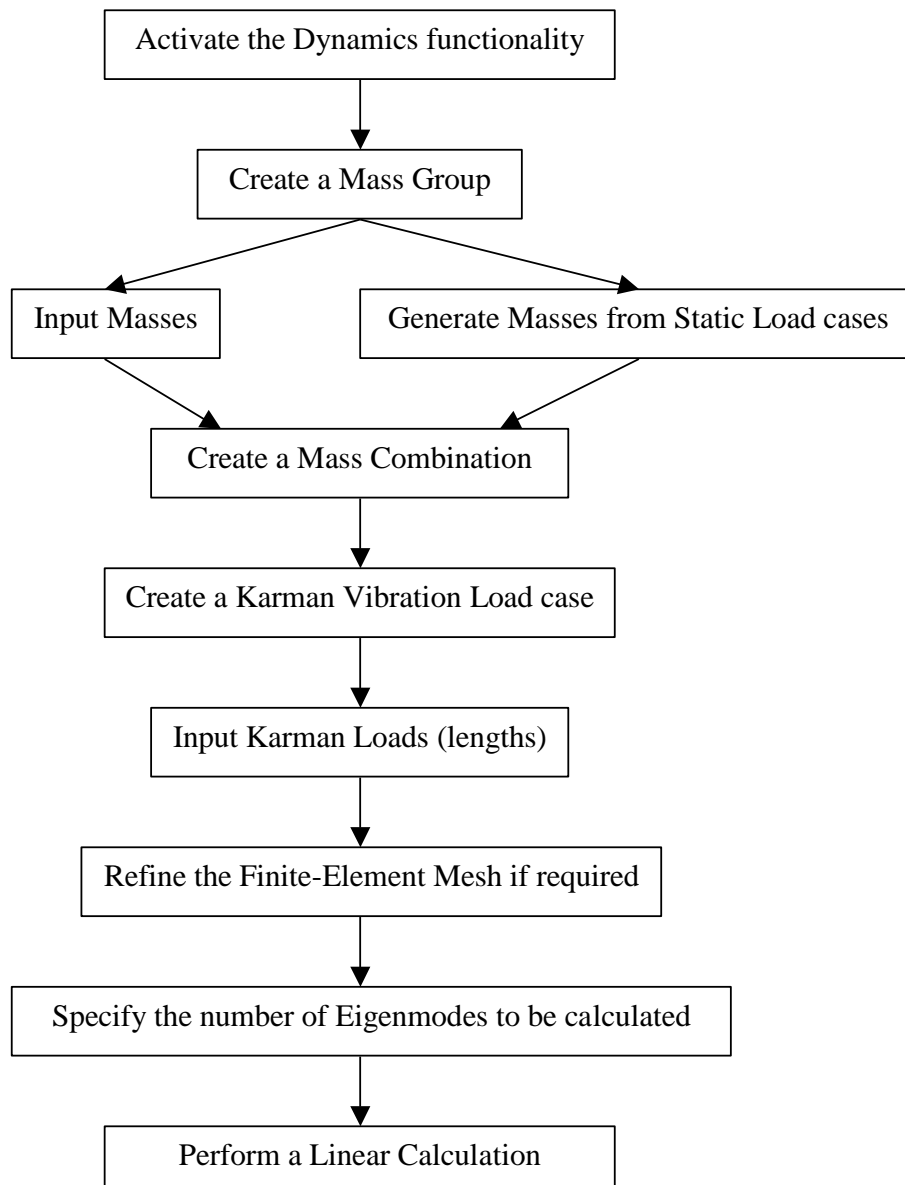 Activate the Dynamics functionality
Create a Mass Group
Input Masses
Generate Masses from Static Load cases
Create a Mass Combination
Create a Karman Vibration Load case
Input Karman Loads (lengths)
Refine the Finite-Element Mesh if required
Specify the number of Eigenmodes to be calculated
Perform a Linear Calculation